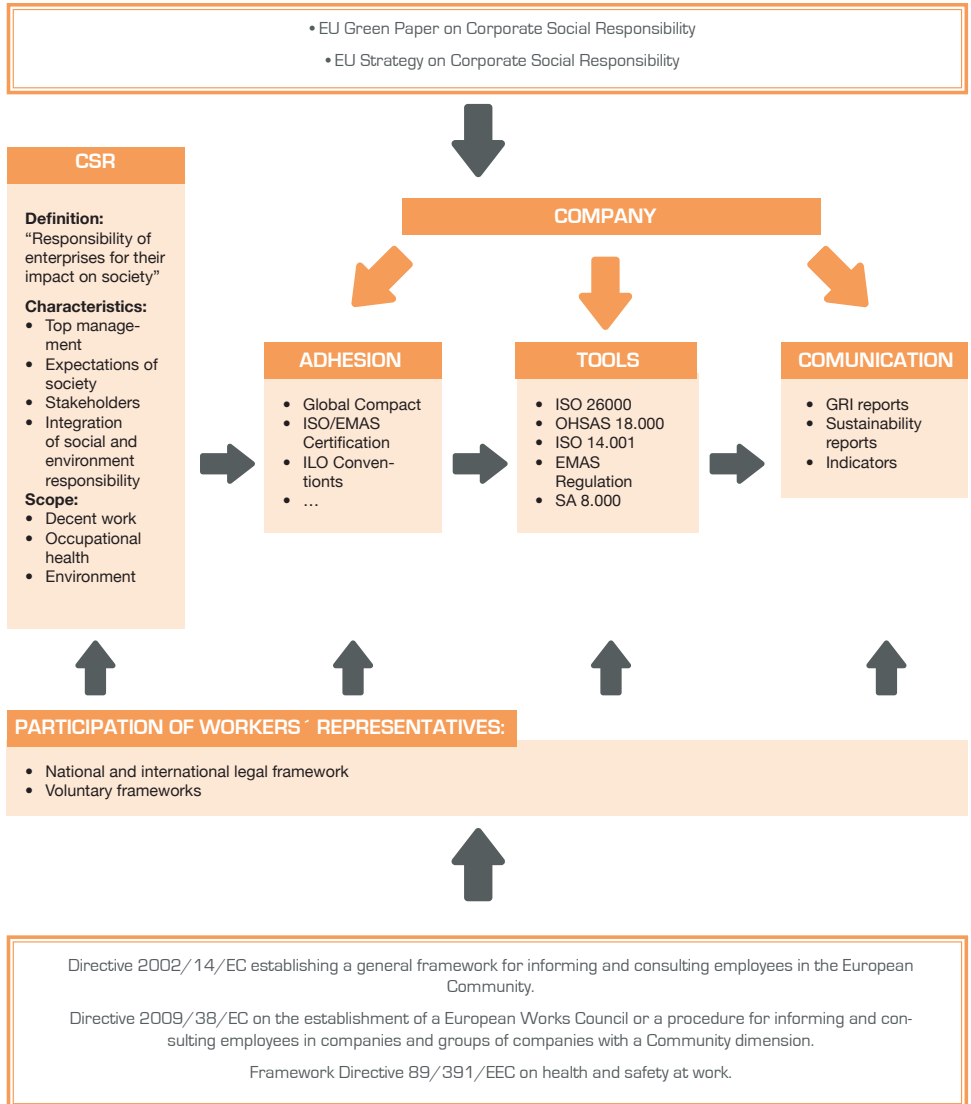 • EU Green Paper on Corporate Social Responsibility
• EU Strategy on Corporate Social Responsibility
CSR
Definition:
“Responsibility of
enterprises for their
impact on society”
Characteristics:
• Top manage-
ment
• Expectations of
society
• Stakeholders
• Integration
of social and
environment
responsibility
Scope:
• Decent work
• Occupational
health
• Environment
COMPANY
ADHESION
• Global Compact
• ISO/EMAS
Certification
• ILO Conven-
tionts
• …
TOOLS
• ISO 26000
• OHSAS 18.000
• ISO 14.001
• EMAS
Regulation
• SA 8.000
COMUNICATION
• GRI reports
• Sustainability
reports
• Indicators
PARTICIPATION OF WORKERS´ REPRESENTATIVES:
• National and international legal framework
• Voluntary frameworks
Directive 2002/14/EC establishing a general framework for informing and consulting employees in the European
Community.
Directive 2009/38/EC on the establishment of a European Works Council or a procedure for informing and con-
sulting employees in companies and groups of companies with a Community dimension.
Framework Directive 89/391/EEC on health and safety at work.